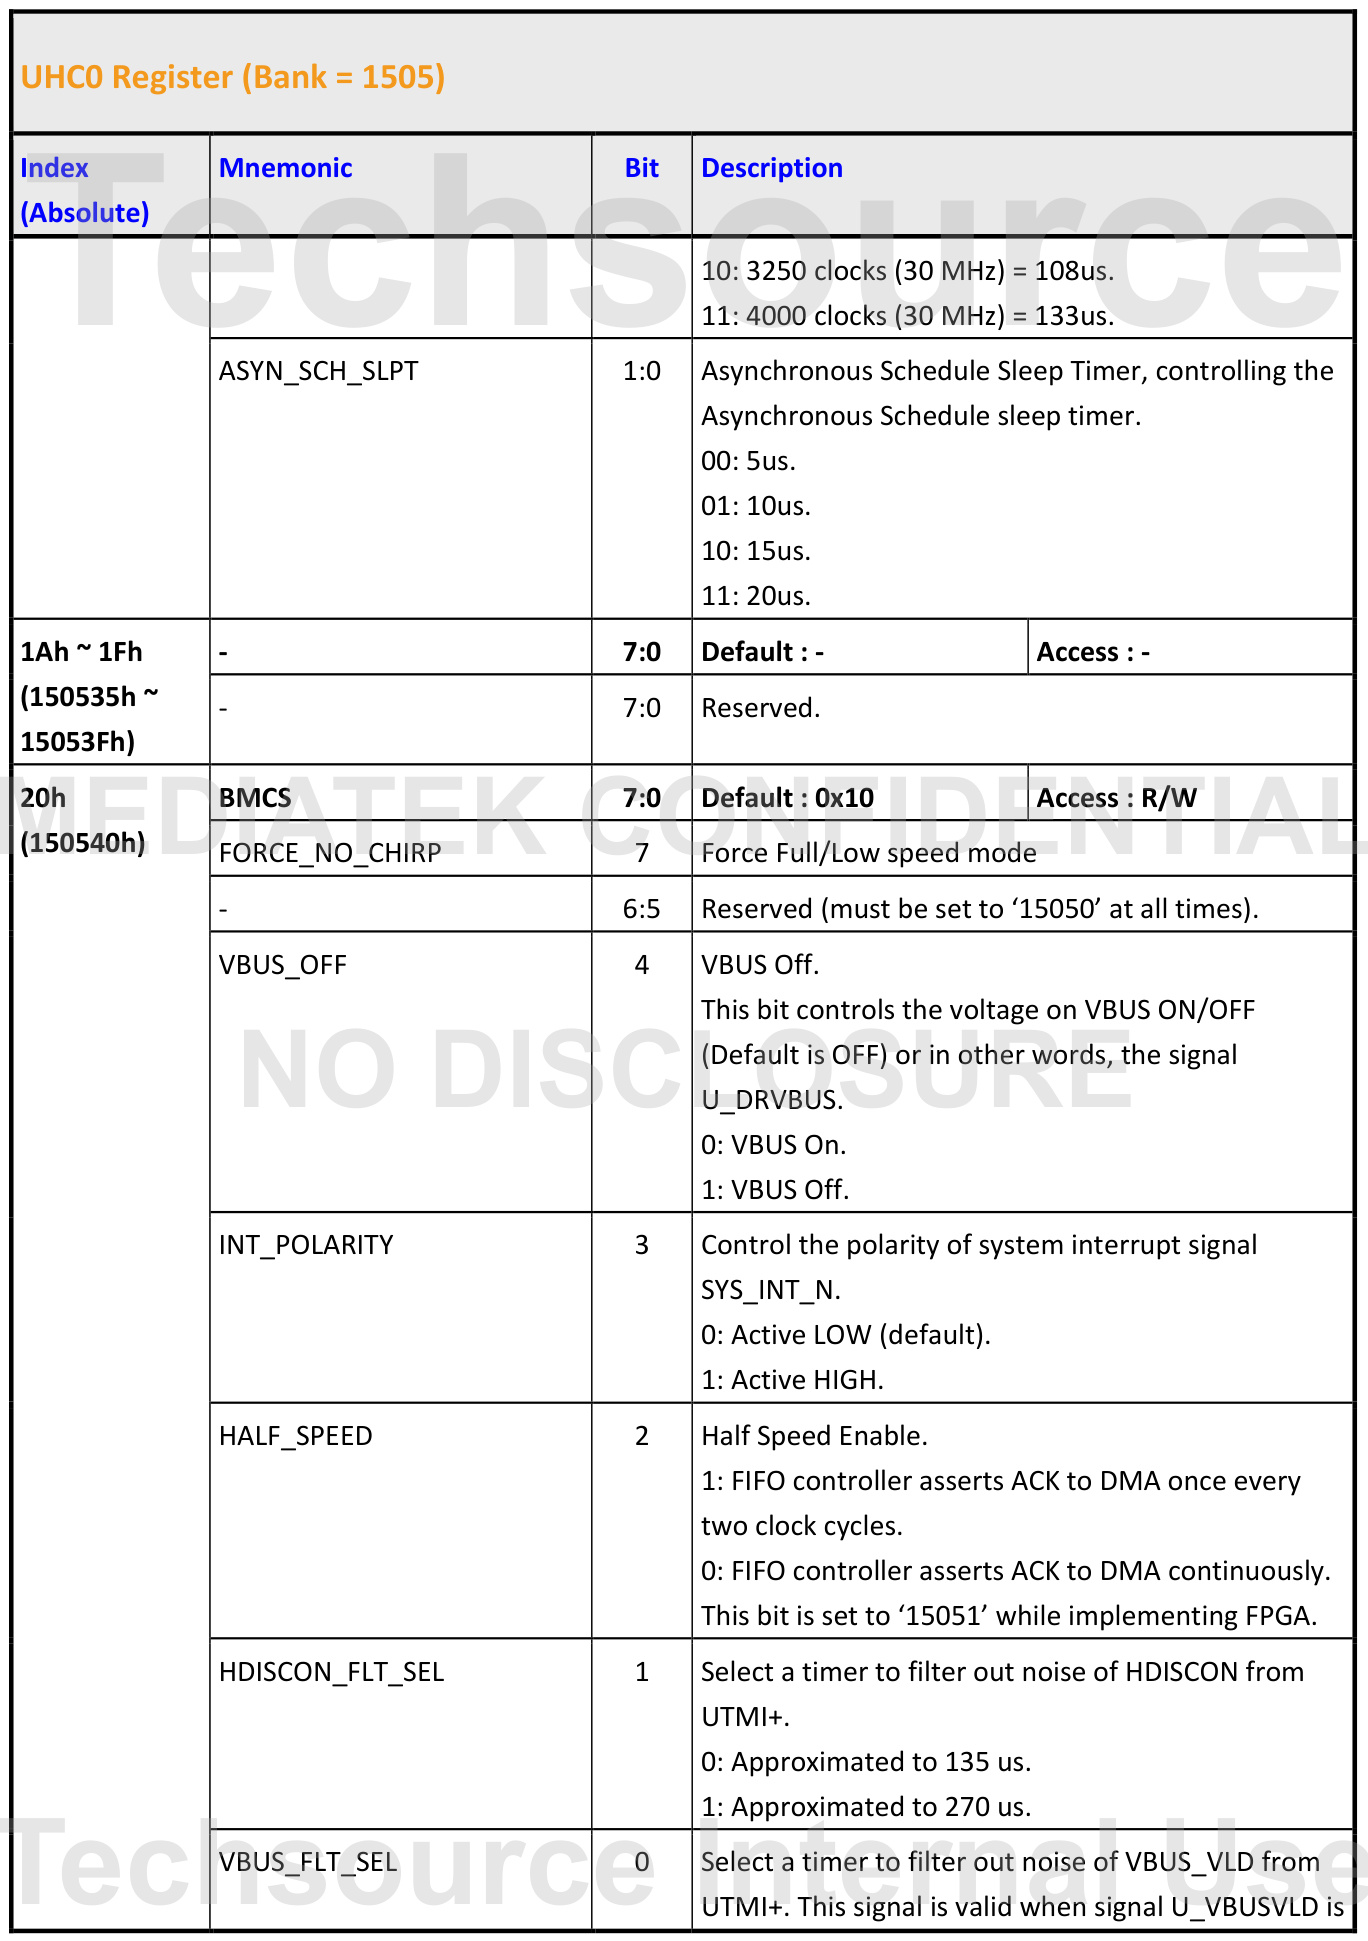 UHC0 Register (Bank = 1505)
Index (Absolute) Mnemonic Bit Description
10: 3250 clocks (30 MHz) = 108us.
11: 4000 clocks (30 MHz) = 133us.
ASYN_SCH_SLPT 1:0 Asynchronous Schedule Sleep Timer, controlling the
Asynchronous Schedule sleep timer.
00: 5us.
01: 10us.
10: 15us.
11: 20us.
1Ah ~ 1Fh - 7:0 Default : - Access : -
(150535h ~ - 7:0 Reserved.
15053Fh)
20h BMCS 7:0 Default : 0x10 Access : R/W
(150540h) FORCE_NO_CHIRP 7 Force Full/Low speed mode
- 6:5 Reserved (must be set to ‘15050’ at all times).
VBUS_OFF 4 VBUS Off.
This bit controls the voltage on VBUS ON/OFF
(Default is OFF) or in other words, the signal
U_DRVBUS.
0: VBUS On.
1: VBUS Off.
INT_POLARITY 3 Control the polarity of system interrupt signal
SYS_INT_N.
0: Active LOW (default).
1: Active HIGH.
HALF_SPEED 2 Half Speed Enable.
1: FIFO controller asserts ACK to DMA once every
two clock cycles.
0: FIFO controller asserts ACK to DMA continuously.
This bit is set to ‘15051’ while implementing FPGA.
HDISCON_FLT_SEL 1 Select a timer to filter out noise of HDISCON from
UTMI+.
0: Approximated to 135 us.
1: Approximated to 270 us.
VBUS_FLT_SEL 0 Select a timer to filter out noise of VBUS_VLD from
UTMI+. This signal is valid when signal U_VBUSVLD is
Techsource
MEDIATEK CONFIDENTIAL
NO DISCLOSURE
Techsource Internal Use